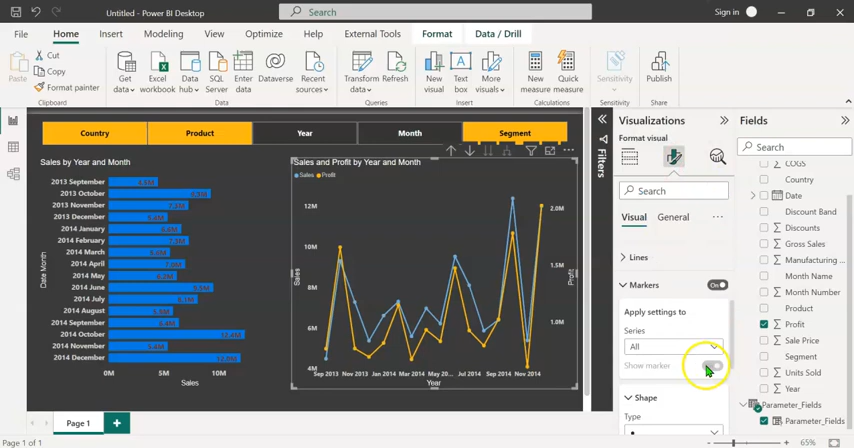 Untitled - Power BI Desktop
Search
Sign in
File
Home
Insert
Modeling
View
Optimize
Help
External Tools
Format
Data / Drill
Paste
Cut
Copy
Format painter
Get data
Excel workbook
Data hub
SQL Server
Enter data
Dataverse
Recent sources
Transform data
Refresh
New visual
Text box
More visuals
New measure
Quick measure
Sensitivity
Publish
Clipboard
Data
Queries
Insert
Calculations
Sensitivity
Share
Country
Product
Year
Month
Segment
Sales by Year and Month
2013 September
2013 October
2013 November
2013 December
2014 January
2014 February
2014 March
2014 April
2014 May
2014 June
2014 July
2014 August
2014 September
2014 October
2014 November
2014 December
Date Month
0M
5M
10M
Sales
12.4M
Sales and Profit by Year and Month
Sales Profit
12M
10M
8M
6M
4M
Sales
2.0M
1.5M
1.0M
Profit
Sep 2013
Nov 2013
Jan 2014
Mar 2014
May 20...
Jul 2014
Sep 2014
Nov 2014
Year
Filters
Visualizations
Format visual
Search
Visual
General
Lines
Markers
On
Apply settings to
Series
All
Show marker
Shape
Type
Fields
Search
COGS
Country
Date
Discount Band
Discounts
Gross Sales
Manufacturing ...
Month Name
Month Number
Product
Profit
Sale Price
Segment
Units Sold
Year
Parameter_Fields
Parameter_Fields
Page 1
Page 1 of 1
65%